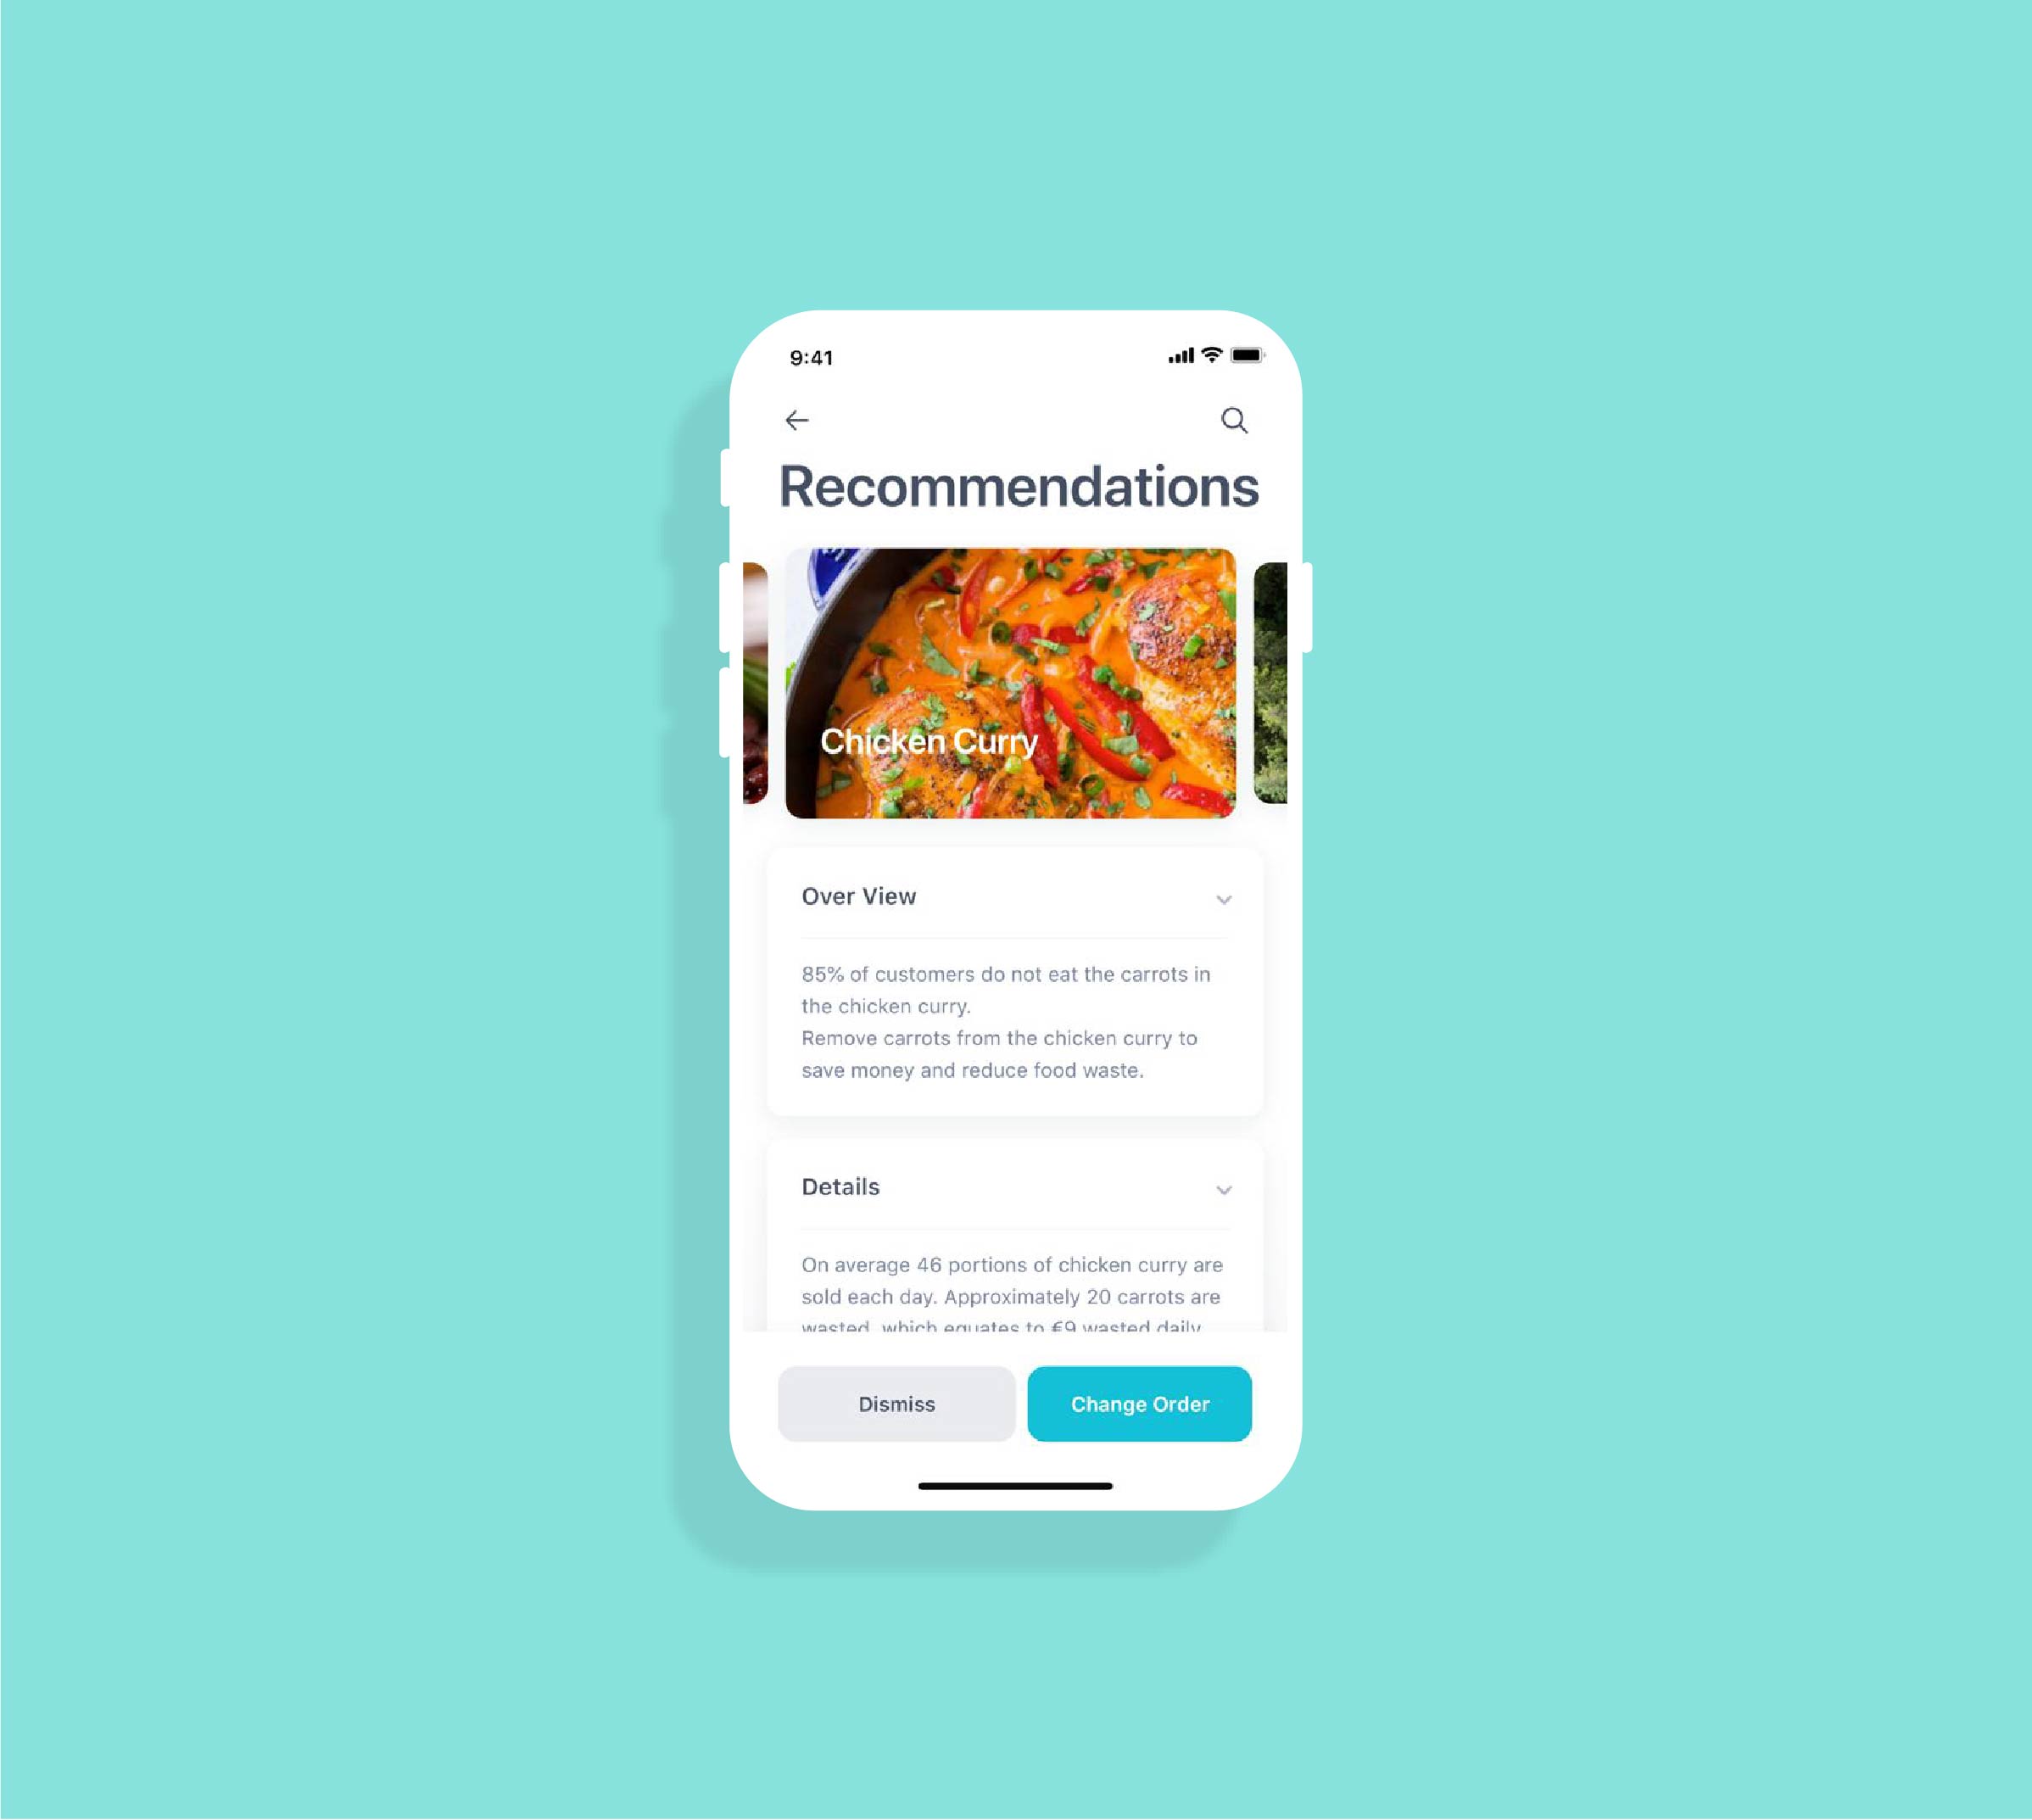 9:41
Recommendations
Chicken Curry
Over View
85% of customers do not eat the carrots in
the chicken curry.
Remove carrots from the chicken curry to
save money and reduce food waste.
Details
On average 46 portions of chicken curry are
sold each day. Approximately 20 carrots are
wasted, which equates to €9 wasted daily
Dismiss
Change Order